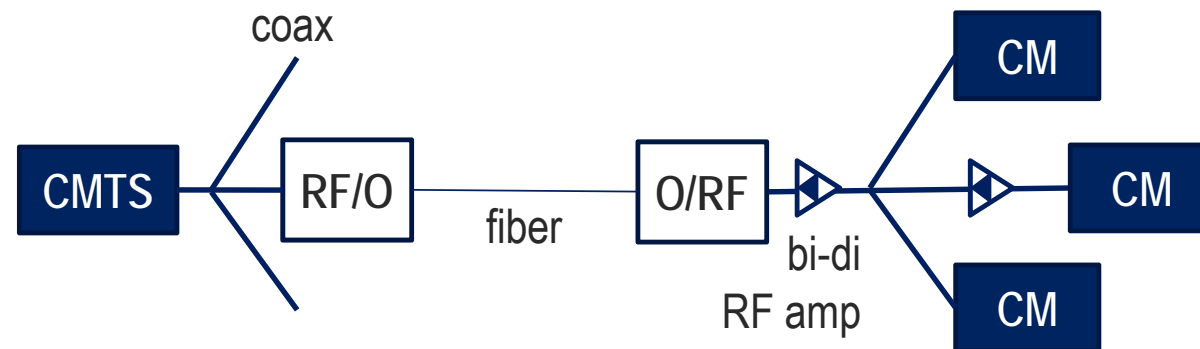 coax
CM
CMTS
RF/O
fiber
O/RF
bi-di
RF amp
CM
CM